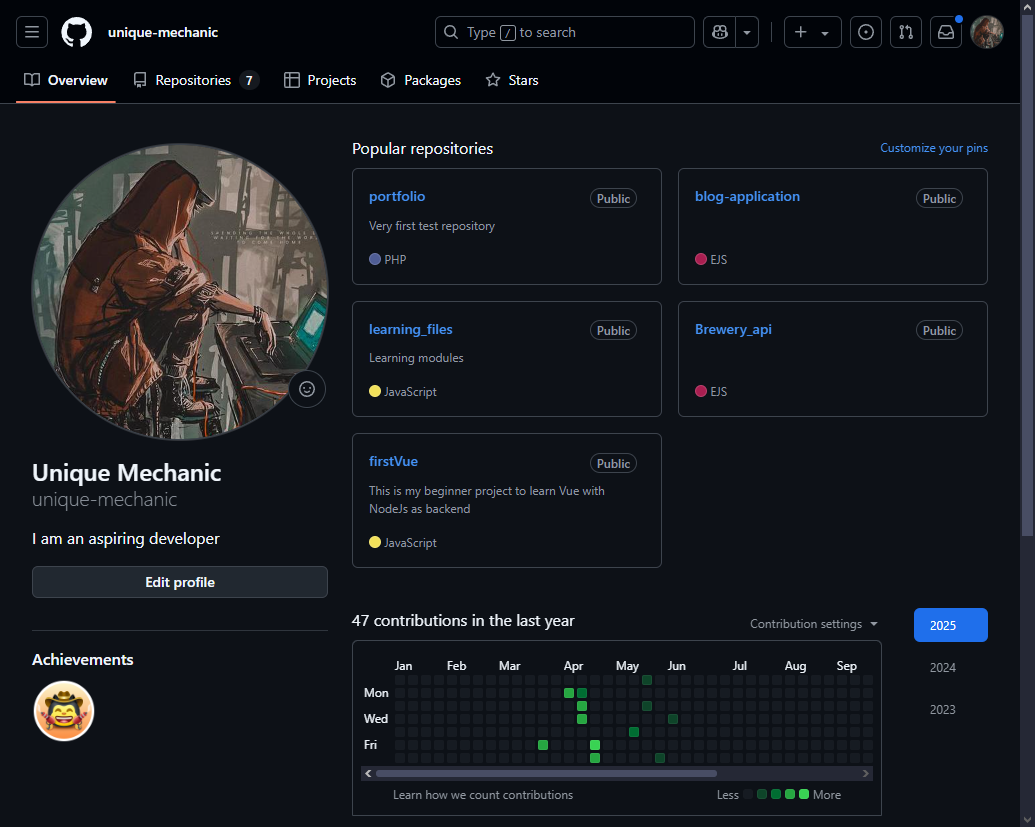 unique-mechanic
Type / to search
Overview
Repositories 7
Projects
Packages
Stars
SPENDING THE WHOLE
WAITING FOR THE WOR
TO COME HOME
Unique Mechanic
unique-mechanic
I am an aspiring developer
Edit profile
Achievements
Popular repositories
Customize your pins
portfolio
Public
Very first test repository
PHP
blog-application
Public
EJS
learning_files
Public
Learning modules
JavaScript
Brewery_api
Public
EJS
firstVue
Public
This is my beginner project to learn Vue with
NodeJs as backend
JavaScript
47 contributions in the last year
Contribution settings
2025
2024
2023
Jan Feb Mar Apr May Jun Jul Aug Sep
Mon
Wed
Fri
Learn how we count contributions
Less More